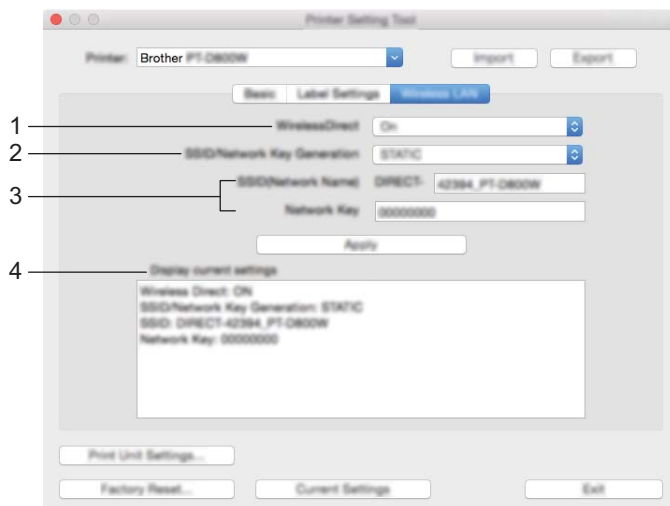 Printer Setting Tool
Printer: Brother PT-D800W
Import
Export
Basic
Label Settings
Wireless LAN
1
WirelessDirect
On
2
SSID/Network Key Generation
STATIC
3
SSID(Network Name)
DIRECT-
42394_PT-D800W
Network Key
00000000
Apply
4
Display current settings
Wireless Direct: ON
SSID/Network Key Generation: STATIC
SSID: DIRECT-42394_PT-D800W
Network Key: 00000000
Print Unit Settings...
Factory Reset...
Current Settings
Exit